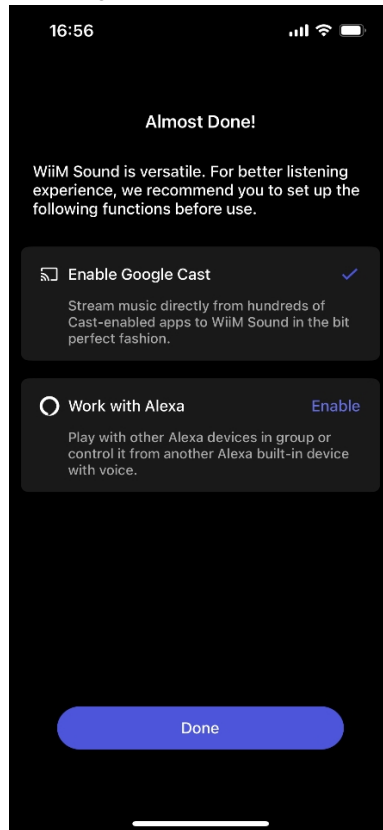 16:56
Almost Done!
WiiM Sound is versatile. For better listening
experience, we recommend you to set up the
following functions before use.
Enable Google Cast
Stream music directly from hundreds of
Cast-enabled apps to WiiM Sound in the bit
perfect fashion.
Work with Alexa
Enable
Play with other Alexa devices in group or
control it from another Alexa built-in device
with voice.
Done